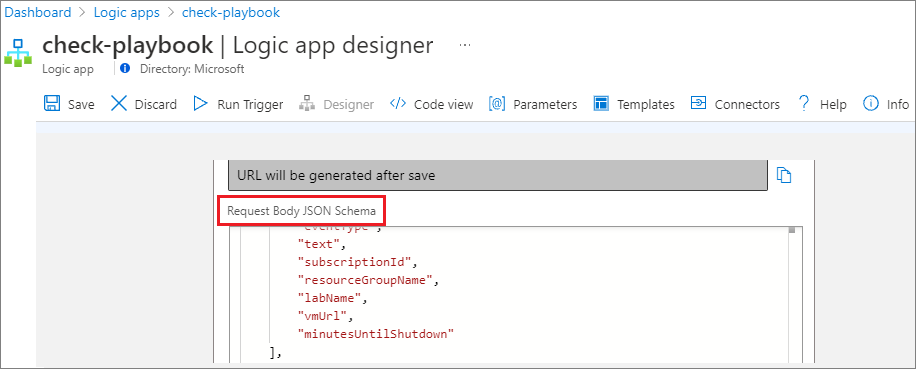 Dashboard > Logic apps > check-playbook
check-playbook | Logic app designer ...
Logic app | Directory: Microsoft
Save Discard Run Trigger Designer Code view Parameters Templates Connectors Help Info
URL will be generated after save
Request Body JSON Schema
"eventType",
"text",
"subscriptionId",
"resourceGroupName",
"labName",
"vmUrl",
"minutesUntilShutdown"
],